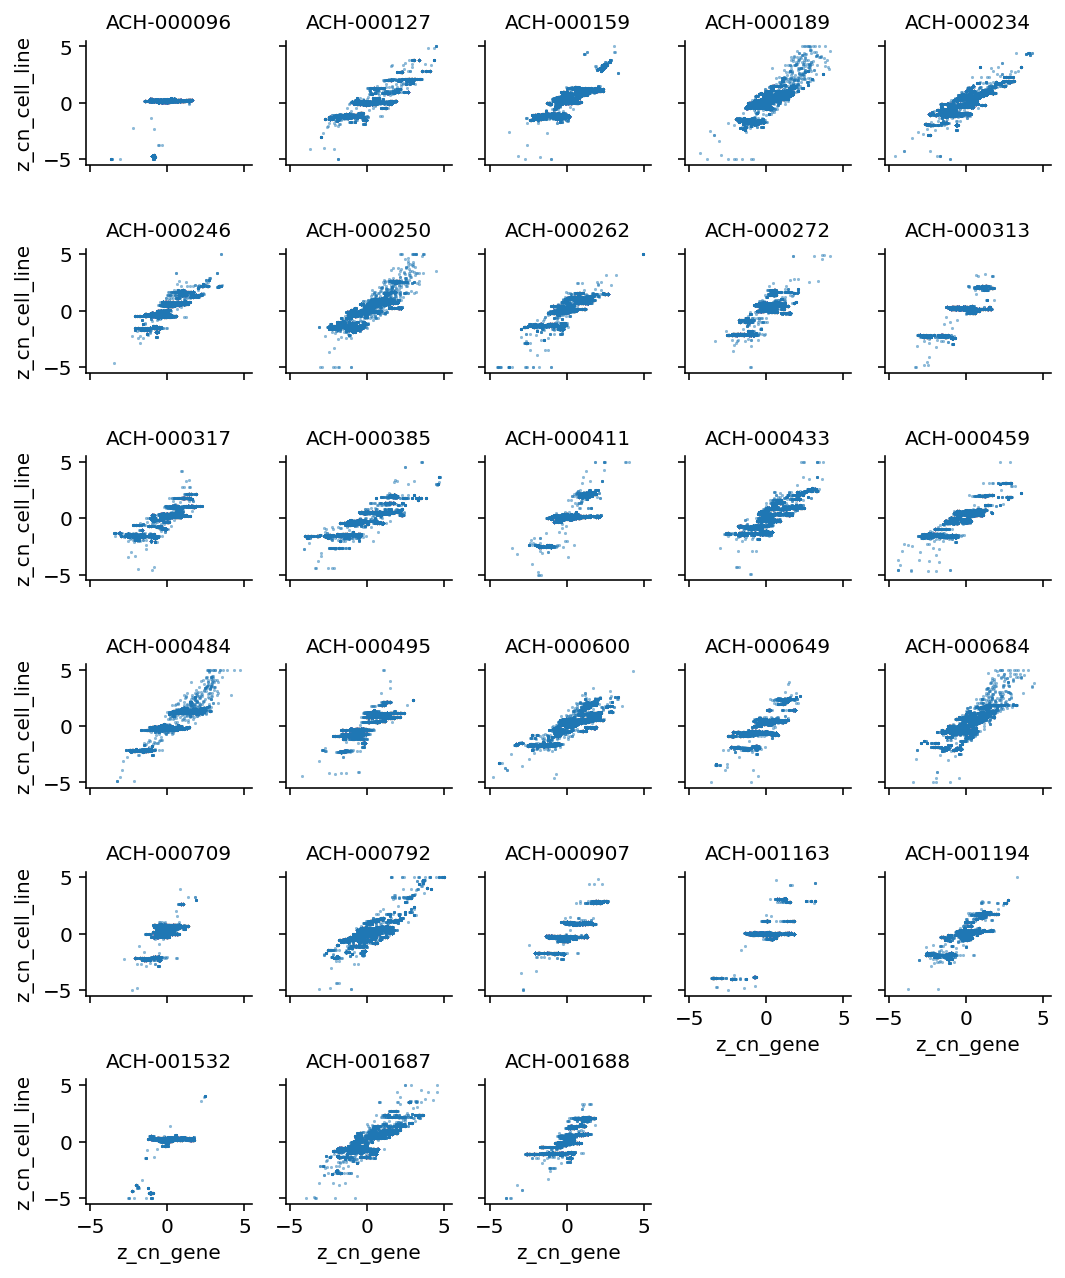 ACH-000096 ACH-000127 ACH-000159 ACH-000189 ACH-000234
z_cn_cell_line
5
0
−5
ACH-000246 ACH-000250 ACH-000262 ACH-000272 ACH-000313
z_cn_cell_line
5
0
−5
ACH-000317 ACH-000385 ACH-000411 ACH-000433 ACH-000459
z_cn_cell_line
5
0
−5
ACH-000484 ACH-000495 ACH-000600 ACH-000649 ACH-000684
z_cn_cell_line
5
0
−5
ACH-000709 ACH-000792 ACH-000907 ACH-001163 ACH-001194
z_cn_cell_line
5
0
−5
−5 0 5 −5 0 5
z_cn_gene z_cn_gene
ACH-001532 ACH-001687 ACH-001688
z_cn_cell_line
5
0
−5
−5 0 5 −5 0 5 −5 0 5
z_cn_gene z_cn_gene z_cn_gene